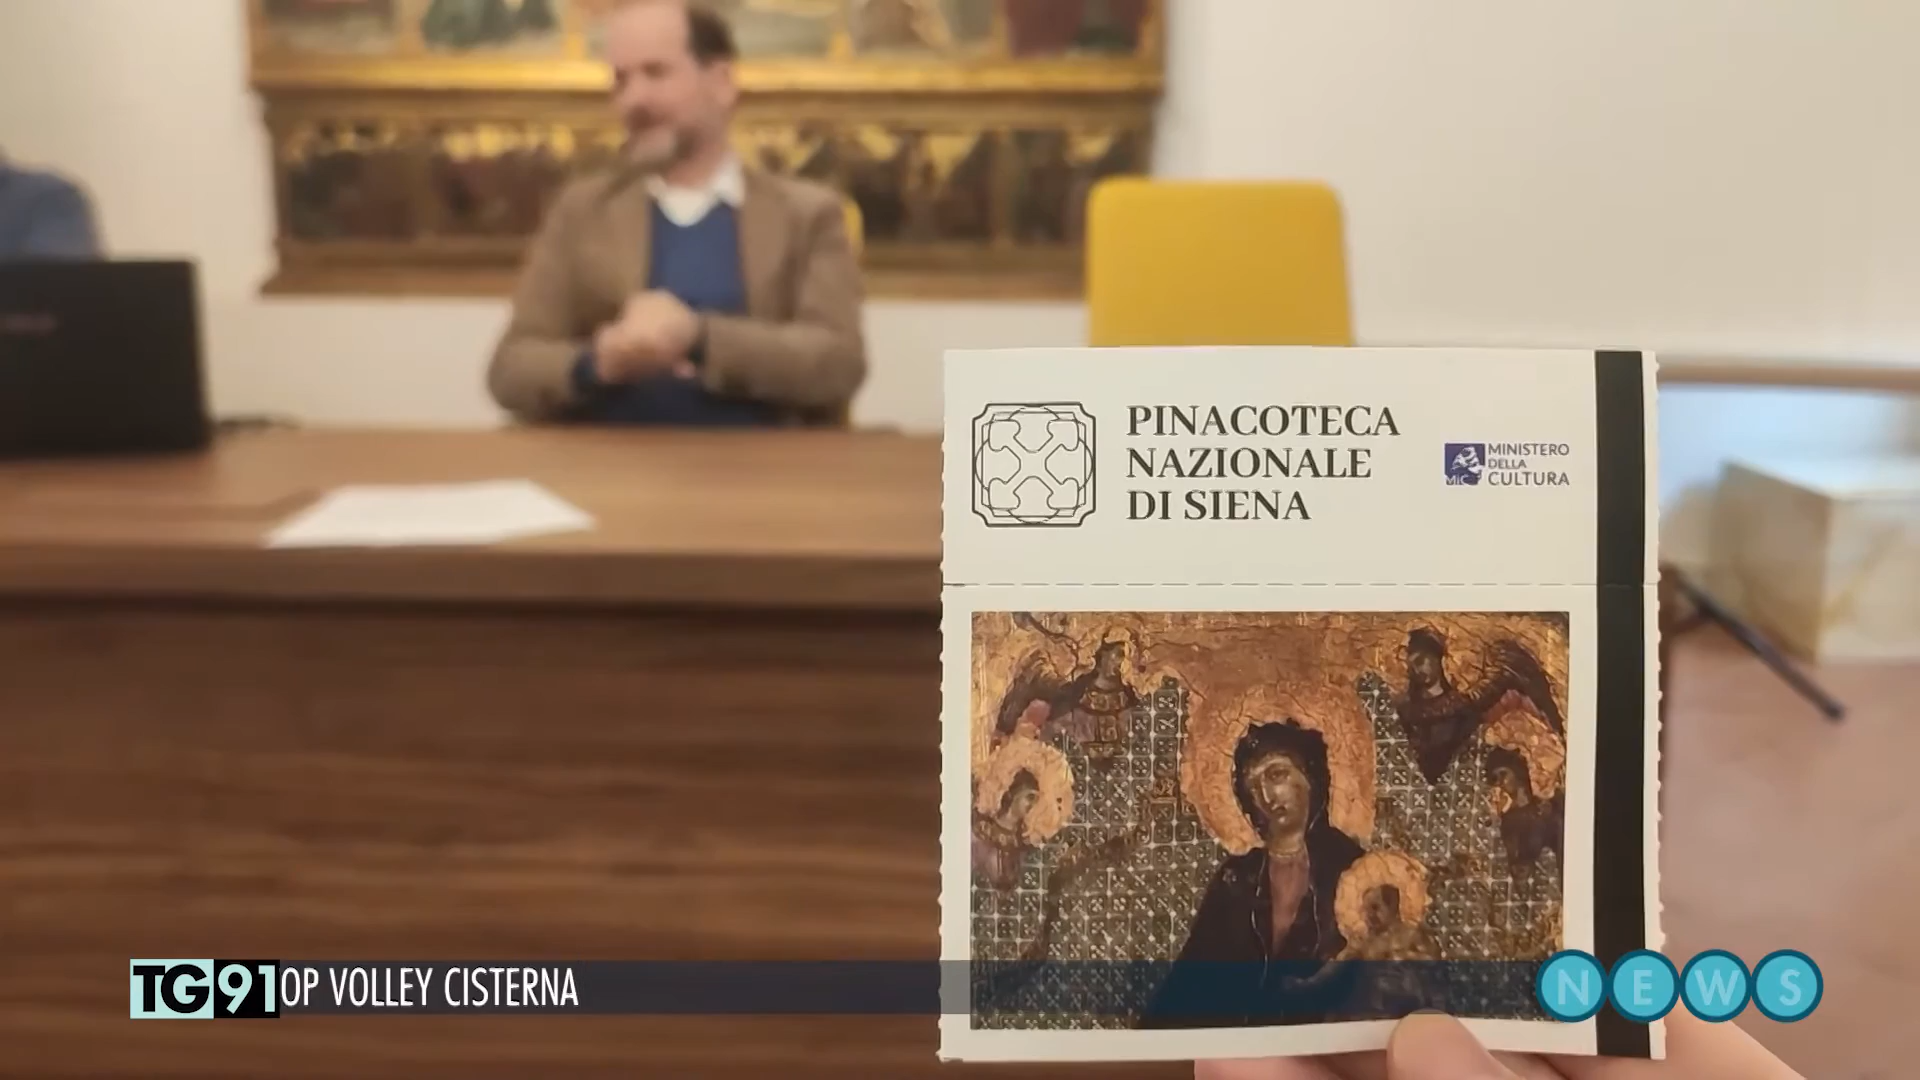 PINACOTECA
NAZIONALE
DI SIENA
MiC
MINISTERO
DELLA
CULTURA
TG91
OP VOLLEY CISTERNA
NEWS